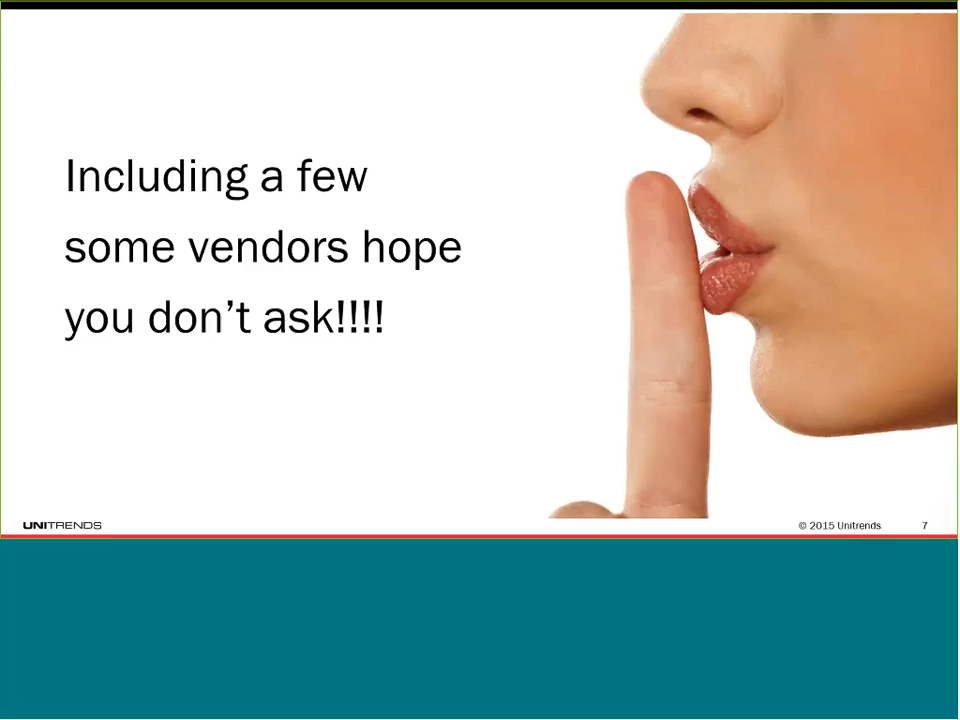 Including a few
some vendors hope
you don’t ask!!!!
UNITRENDS
© 2015 Unitrends 7